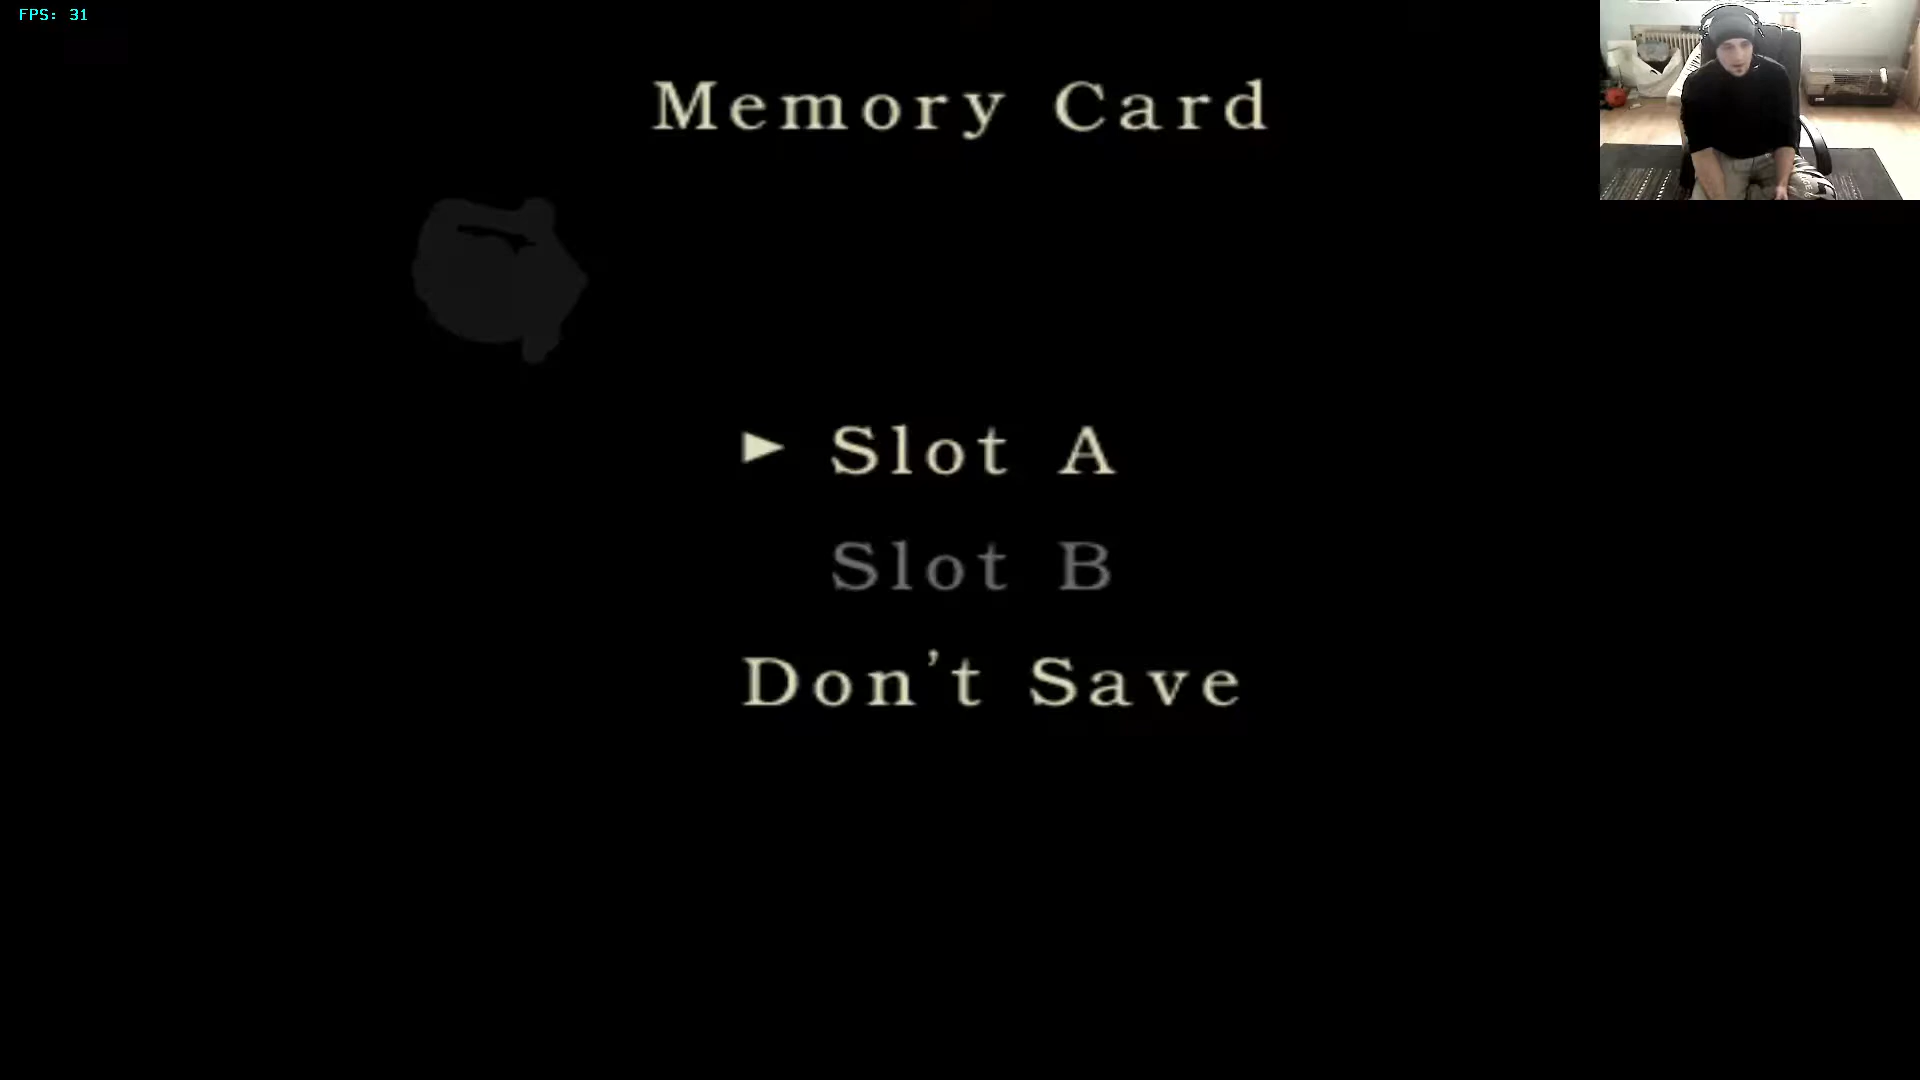 FPS: 31
Memory Card
► Slot A
Slot B
Don't Save